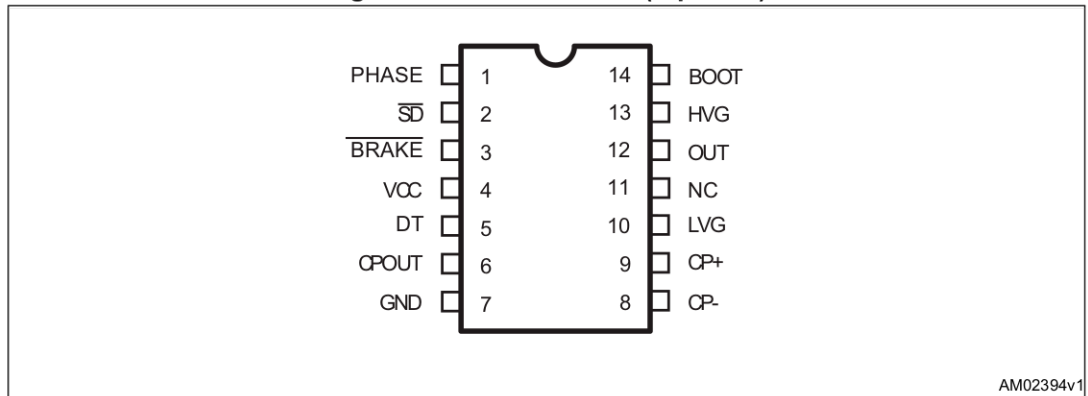 PHASE 1 14 BOOT
SD 2 13 HVG
BRAKE 3 12 OUT
VCC 4 11 NC
DT 5 10 LVG
CPOUT 6 9 CP+
GND 7 8 CP-
AM02394v1